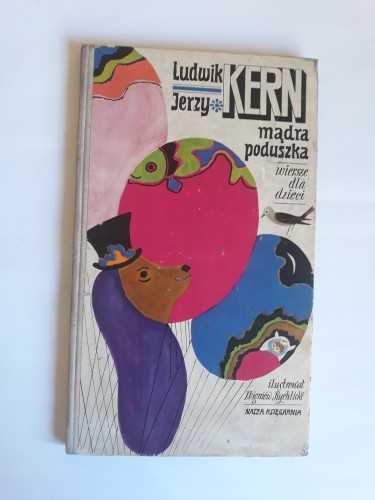 Ludwik
Jerzy KERN
mądra
poduszka
wiersze
dla
dzieci
ilustrował
Zbigniew Rychlicki
NASZA KSIĘGARNIA